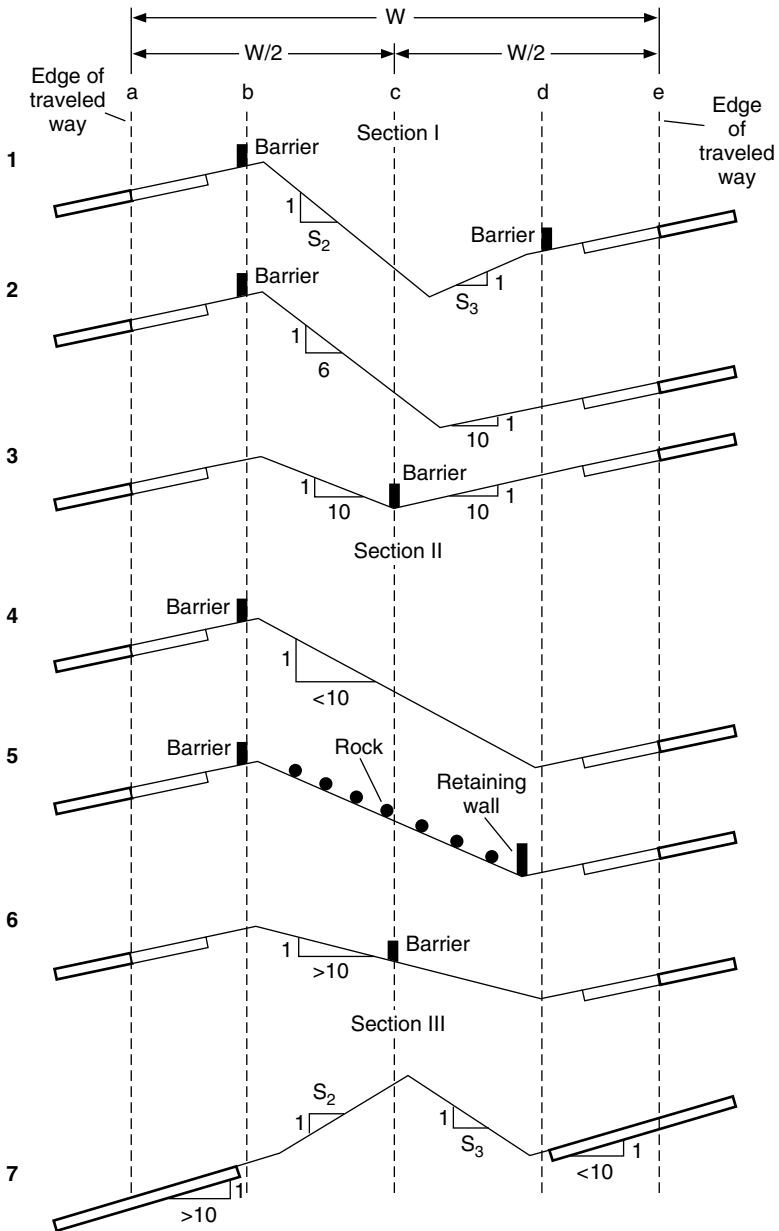 W
W/2 W/2
Edge of
traveled
way
a b c d e
Edge
of
traveled
way
Section I
1
Barrier
1
S2
Barrier
1
S3
2
Barrier
1
6
1
10
3
Barrier
1
10
1
10
Section II
4
Barrier
1
<10
5
Barrier
Rock
Retaining
wall
6
1
>10
Barrier
Section III
S2
1
1
S3
7
1
>10
1
<10